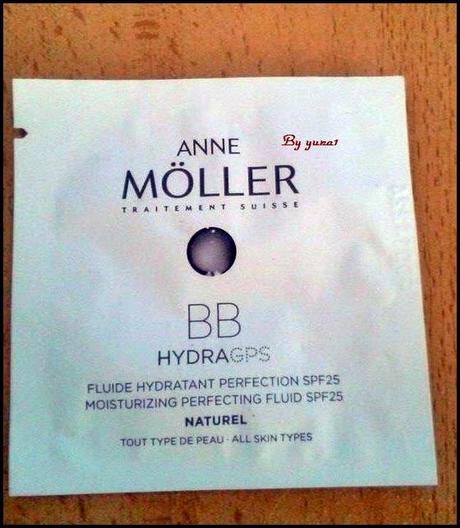 By yuna1
ANNE
MÖLLER
TRAITEMENT SUISSE
BB
HYDRAGPS
FLUIDE HYDRATANT PERFECTION SPF25
MOISTURIZING PERFECTING FLUID SPF25
NATUREL
TOUT TYPE DE PEAU · ALL SKIN TYPES